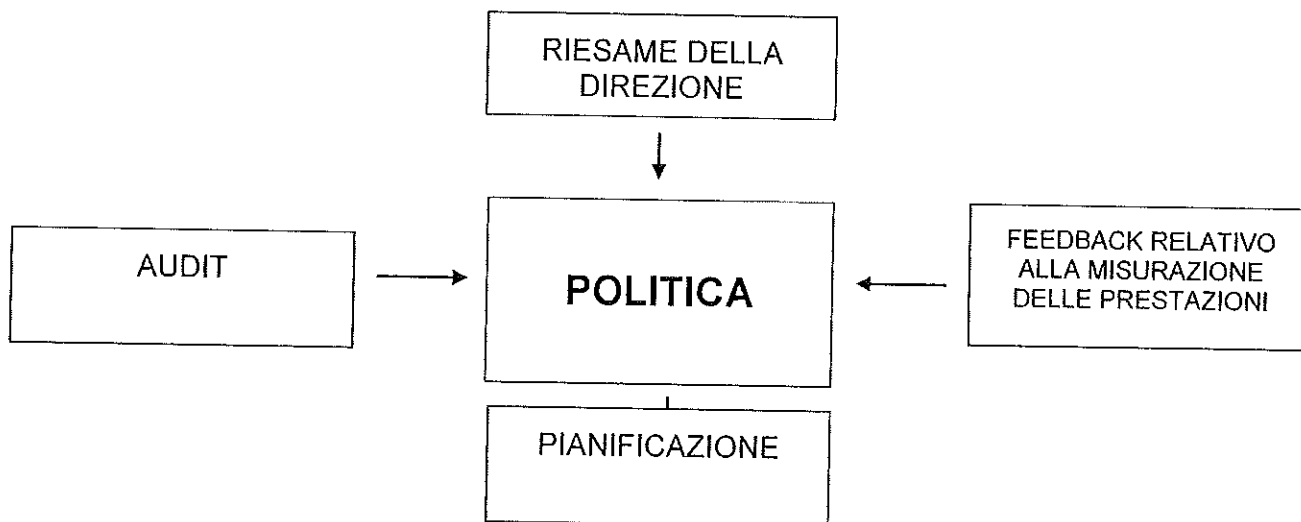 RIESAME DELLA
DIREZIONE
AUDIT
POLITICA
FEEDBACK RELATIVO
ALLA MISURAZIONE
DELLE PRESTAZIONI
PIANIFICAZIONE